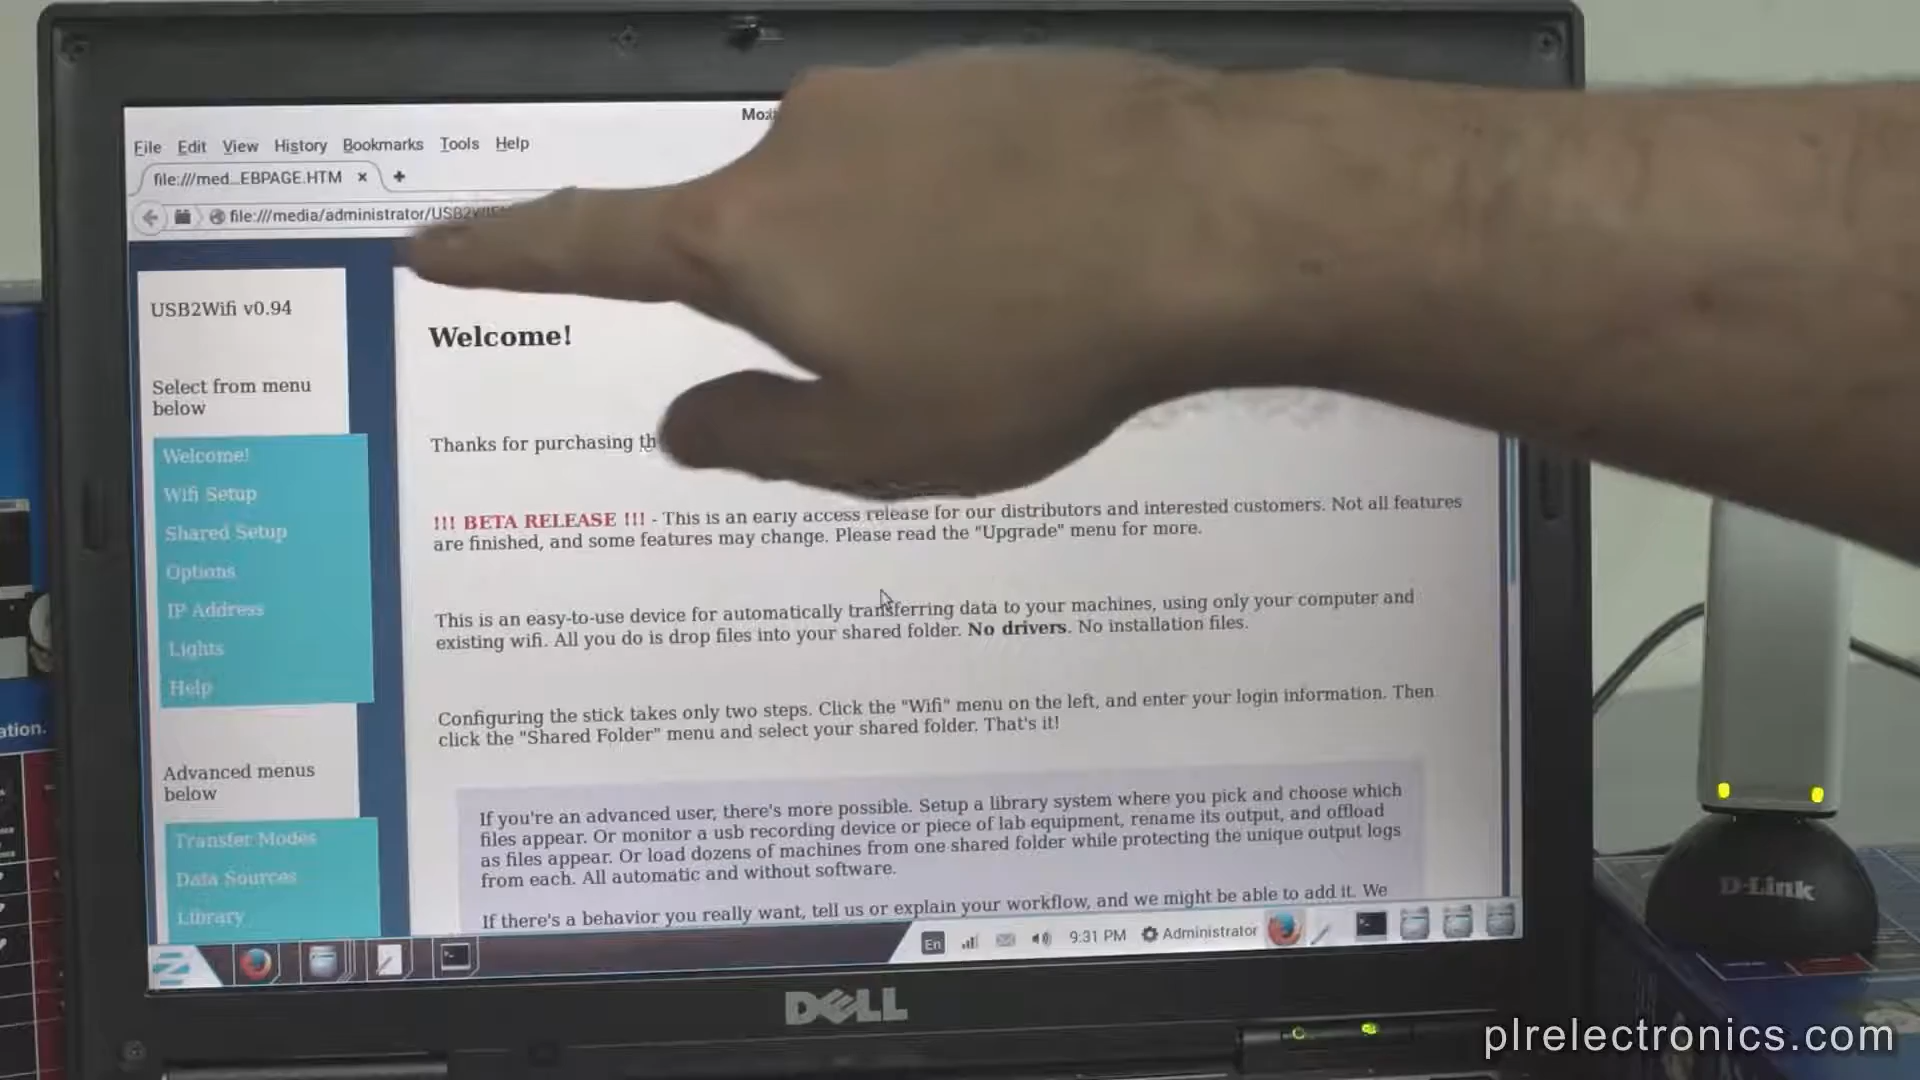 File Edit View History Bookmarks Tools Help
file:///med...EBPAGE.HTM
file:///media/administrator/USB2WIFI
USB2Wifi v0.94
Select from menu
below
Welcome!
Wifi Setup
Shared Setup
Options
IP Address
Lights
Help
Advanced menus
below
Transfer Modes
Data Sources
Library
Welcome!
Thanks for purchasing
!!! BETA RELEASE !!! - This is an early access release for our distributors and interested customers. Not all features
are finished, and some features may change. Please read the "Upgrade" menu for more.
This is an easy-to-use device for automatically transferring data to your machines, using only your computer and
existing wifi. All you do is drop files into your shared folder. No drivers. No installation files.
Configuring the stick takes only two steps. Click the "Wifi" menu on the left, and enter your login information. Then
click the "Shared Folder" menu and select your shared folder. That's it!
If you're an advanced user, there's more possible. Setup a library system where you pick and choose which
files appear. Or monitor a usb recording device or piece of lab equipment, rename its output, and offload
as files appear. Or load dozens of machines from one shared folder while protecting the unique output logs
from each. All automatic and without software.
If there's a behavior you really want, tell us or explain your workflow, and we might be able to add it. We
En 9:31 PM Administrator
DELL
D-Link
ation.
plrelectronics.com